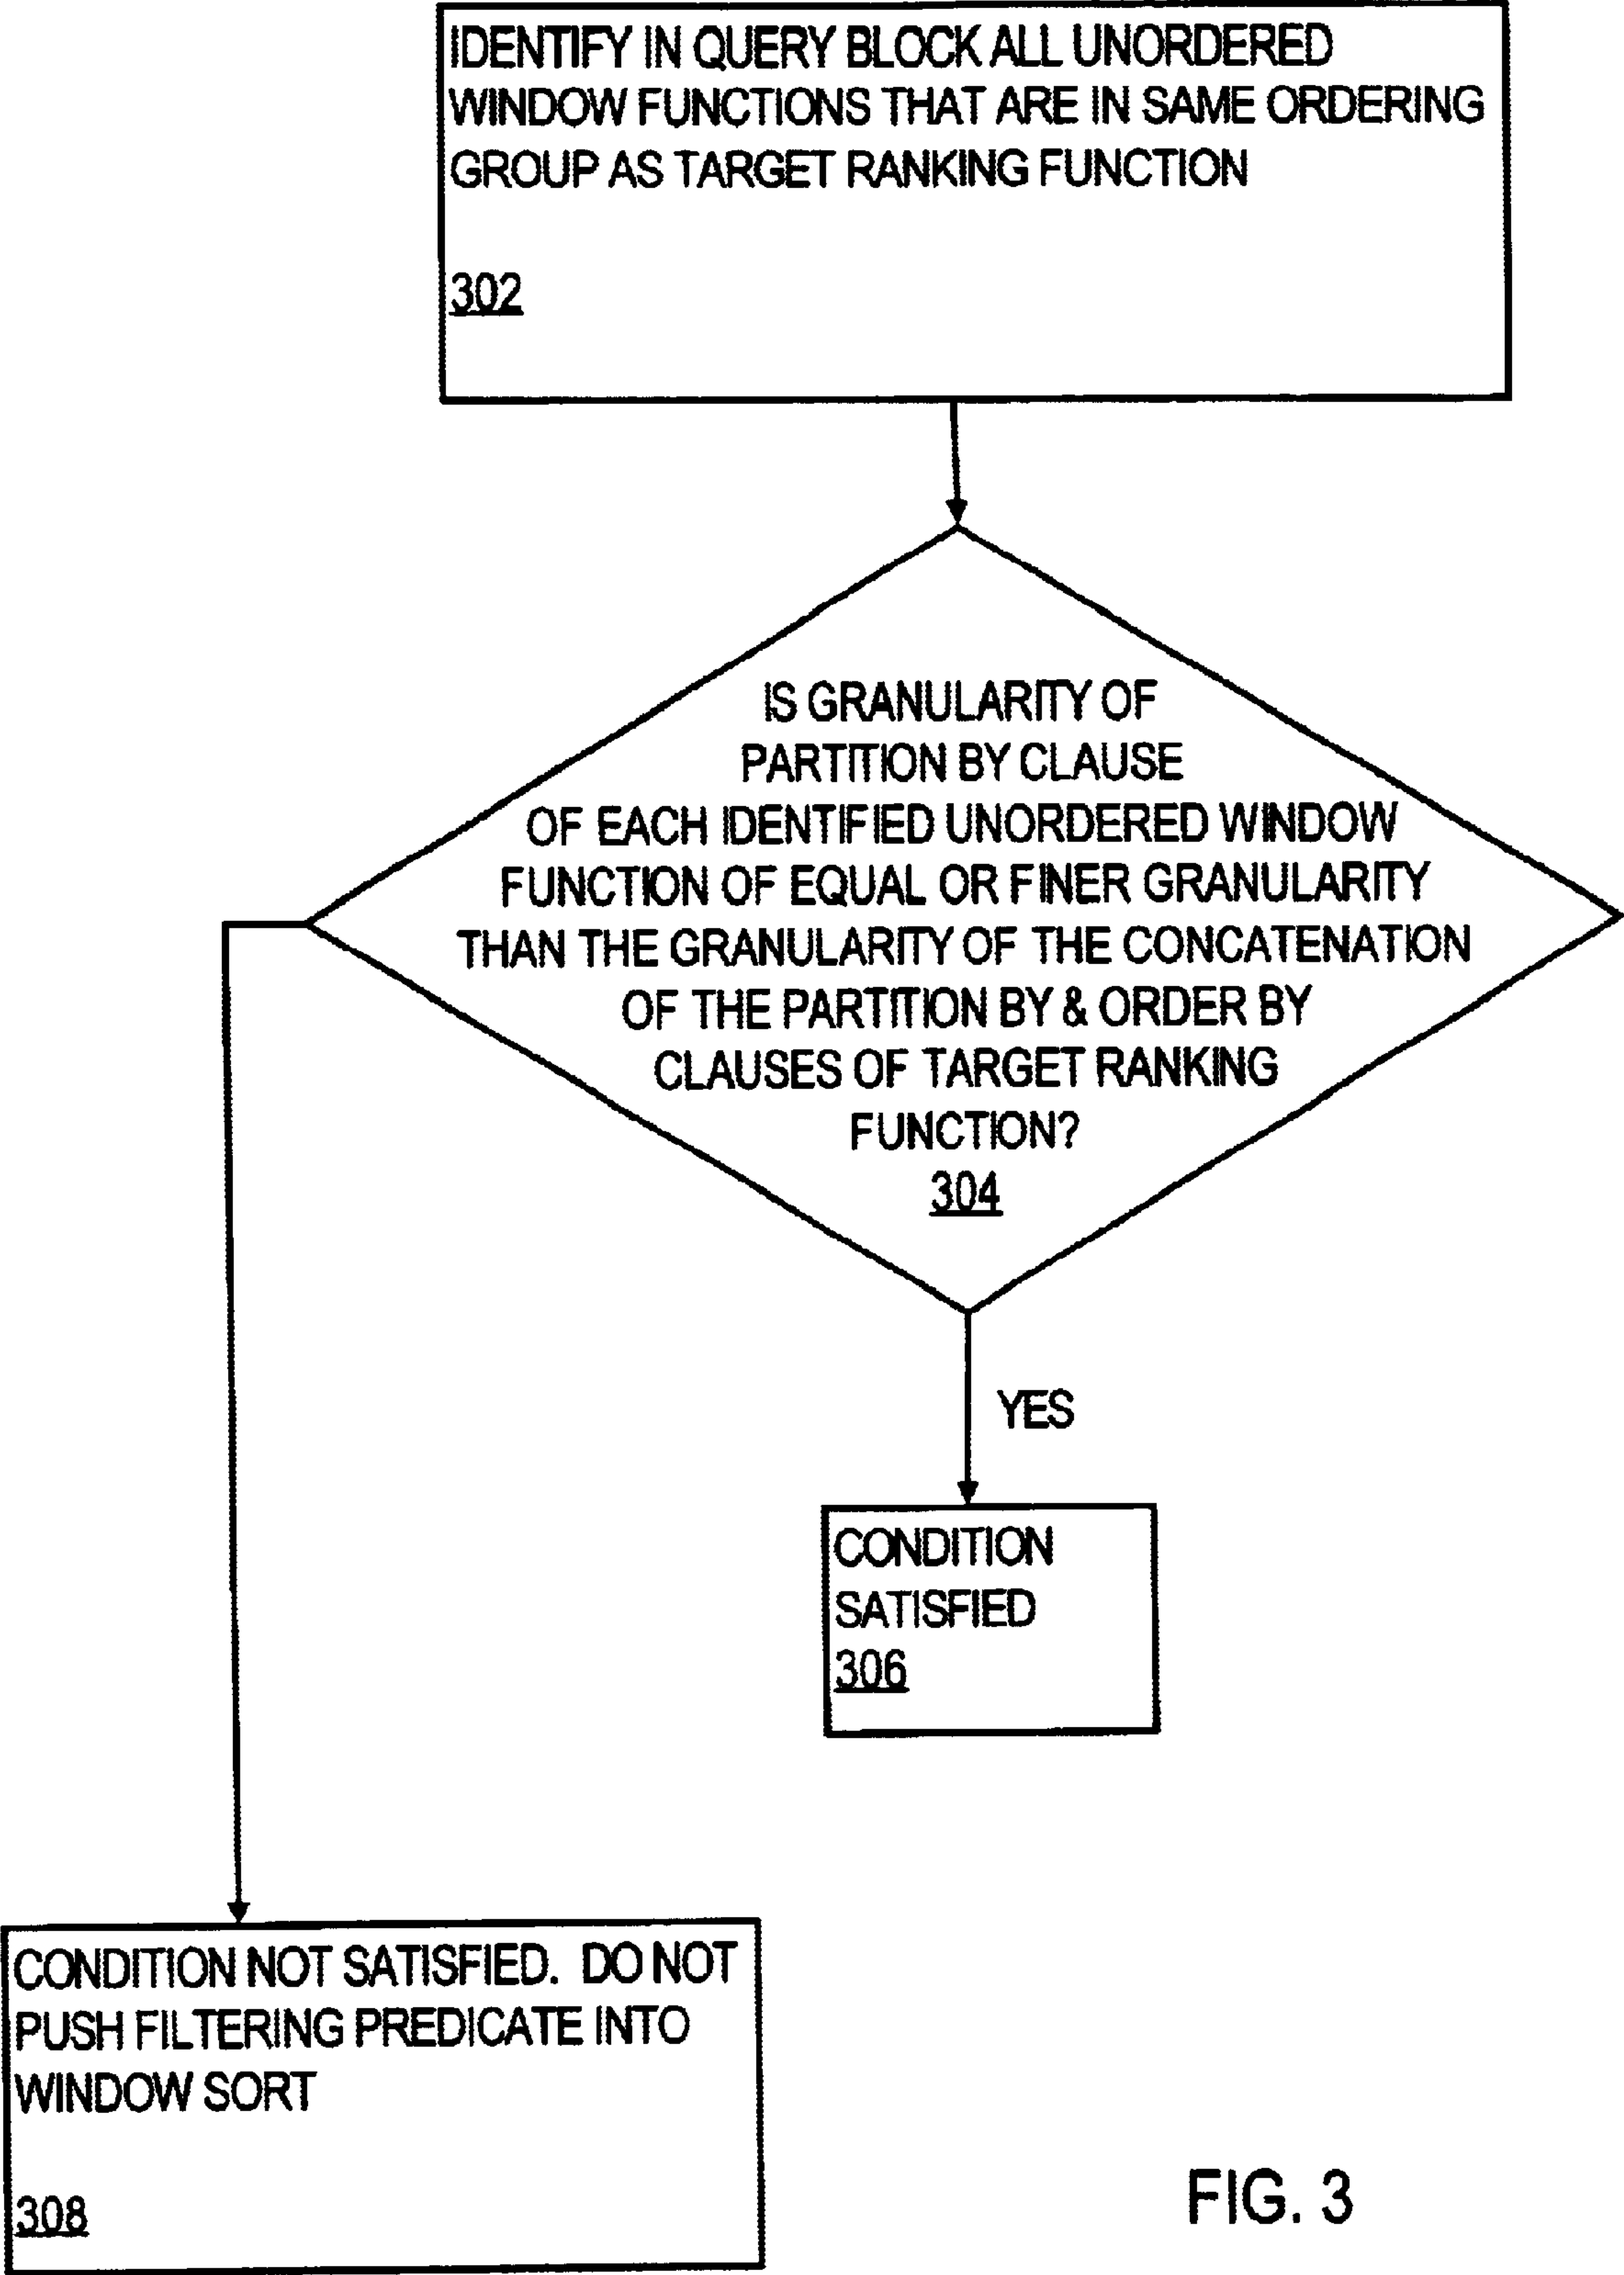 IDENTIFY IN QUERY BLOCK ALL UNORDERED
WINDOW FUNCTIONS THAT ARE IN SAME ORDERING
GROUP AS TARGET RANKING FUNCTION
302
IS GRANULARITY OF
PARTITION BY CLAUSE
OF EACH IDENTIFIED UNORDERED WINDOW
FUNCTION OF EQUAL OR FINER GRANULARITY
THAN THE GRANULARITY OF THE CONCATENATION
OF THE PARTITION BY & ORDER BY
CLAUSES OF TARGET RANKING
FUNCTION?
304
YES
CONDITION
SATISFIED
306
CONDITION NOT SATISFIED. DO NOT
PUSH FILTERING PREDICATE INTO
WINDOW SORT
308
FIG. 3